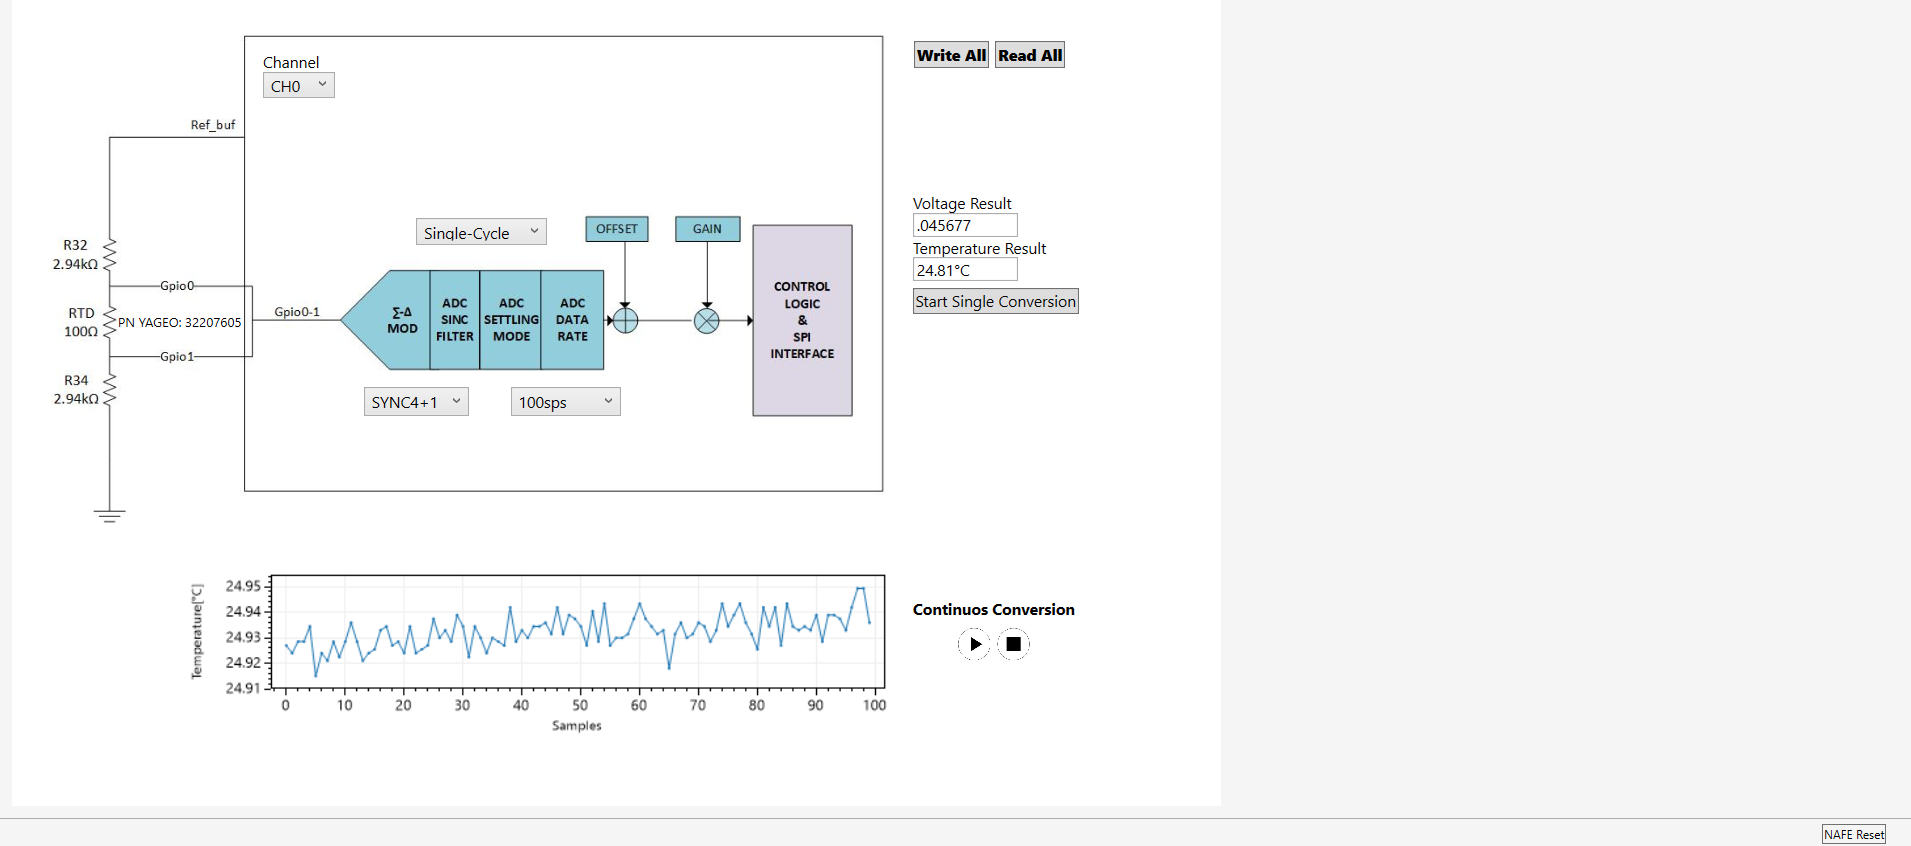 Channel
CH0
Write All
Read All
Ref_buf
Voltage Result
.045677
Temperature Result
24.81°C
Start Single Conversion
Single-Cycle
OFFSET
GAIN
R32
2.94kΩ
Gpio0
RTD
100Ω
PN YAGEO: 32207605
Gpio0-1
Gpio1
R34
2.94kΩ
Σ-Δ
MOD
ADC
SINC
FILTER
ADC
SETTLING
MODE
ADC
DATA
RATE
CONTROL
LOGIC
&
SPI
INTERFACE
SYNC4+1
100sps
Temperature[°C]
24.95
24.94
24.93
24.92
24.91
0 10 20 30 40 50 60 70 80 90 100
Samples
Continuos Conversion
NAFE Reset